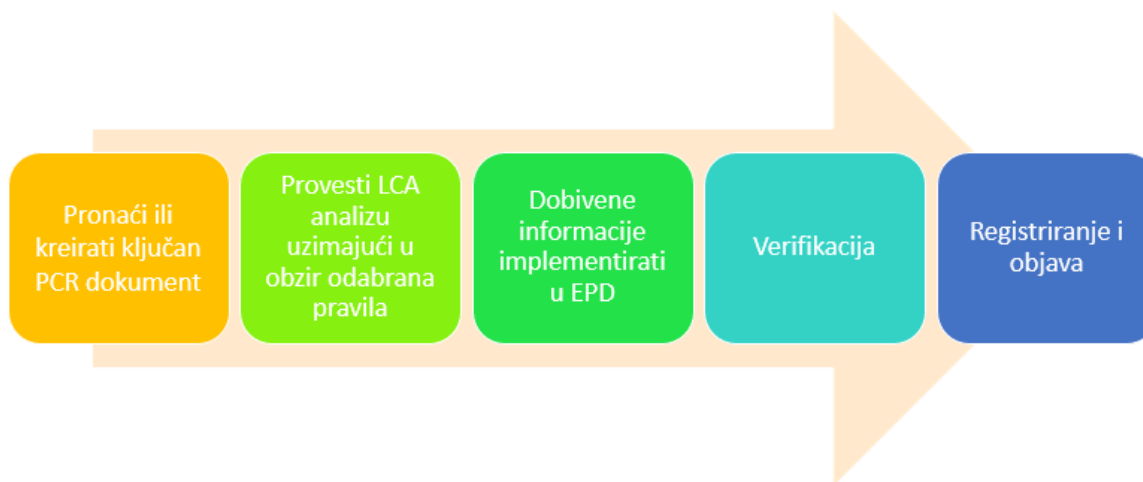 Pronaći ili
kreirati ključan
PCR dokument
Provesti LCA
analizu
uzimajući u
obzir odabrana
pravila
Dobivene
informacije
implementirati
u EPD
Verifikacija
Registriranje i
objava